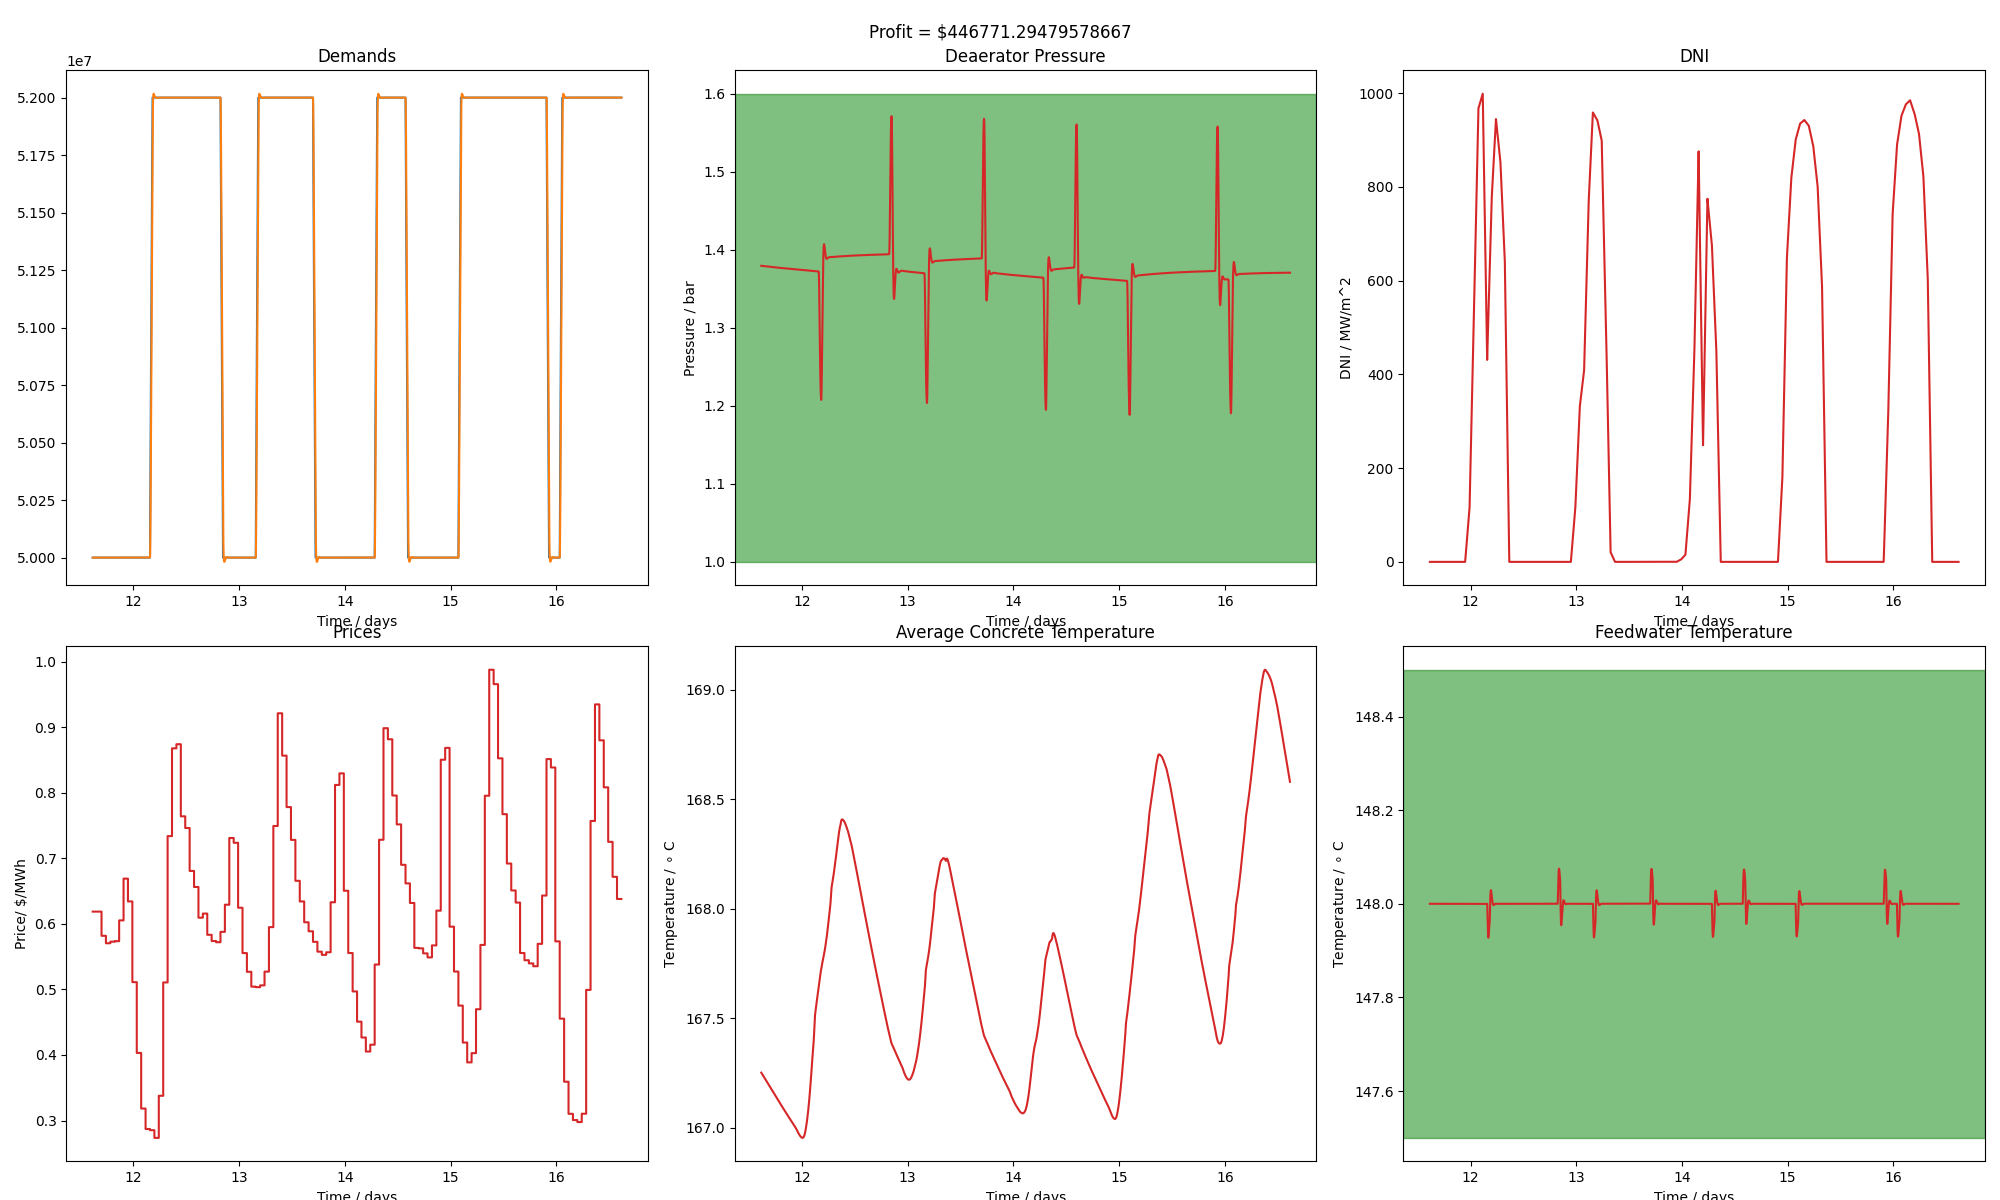 Profit = $446771.29479578667
Demands
1e7
5.200
5.175
5.150
5.125
5.100
5.075
5.050
5.025
5.000
12 13 14 15 16
Time / days
Deaerator Pressure
Pressure / bar
1.6
1.5
1.4
1.3
1.2
1.1
1.0
12 13 14 15 16
Time / days
DNI
DNI / MW/m^2
1000
800
600
400
200
0
12 13 14 15 16
Time / days
Prices
Price/ $/MWh
1.0
0.9
0.8
0.7
0.6
0.5
0.4
0.3
12 13 14 15 16
Time / days
Average Concrete Temperature
Temperature / ∘ C
169.0
168.5
168.0
167.5
167.0
12 13 14 15 16
Time / days
Feedwater Temperature
Temperature / ∘ C
148.4
148.2
148.0
147.8
147.6
12 13 14 15 16
Time / days